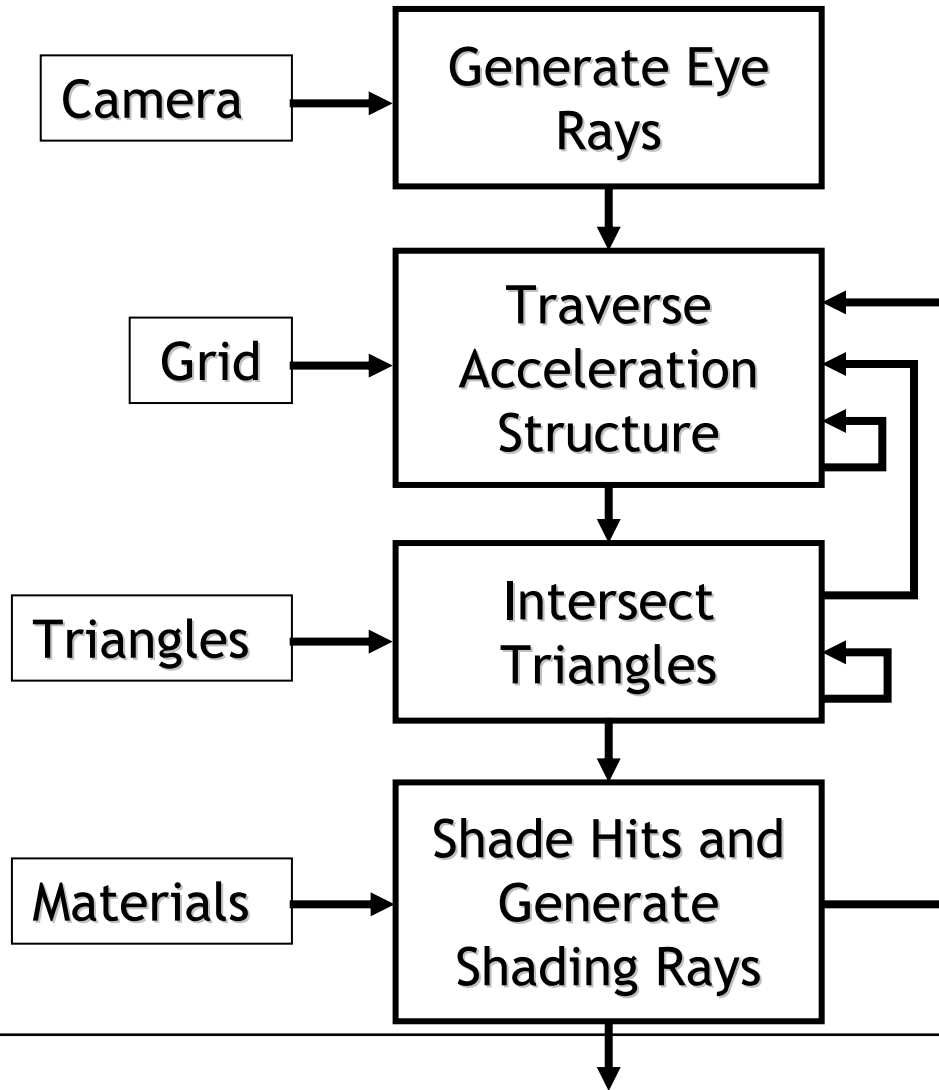 Generate Eye
Rays
Camera
Traverse
Acceleration
Structure
Grid
Intersect
Triangles
Triangles
Shade Hits and
Generate
Shading Rays
Materials